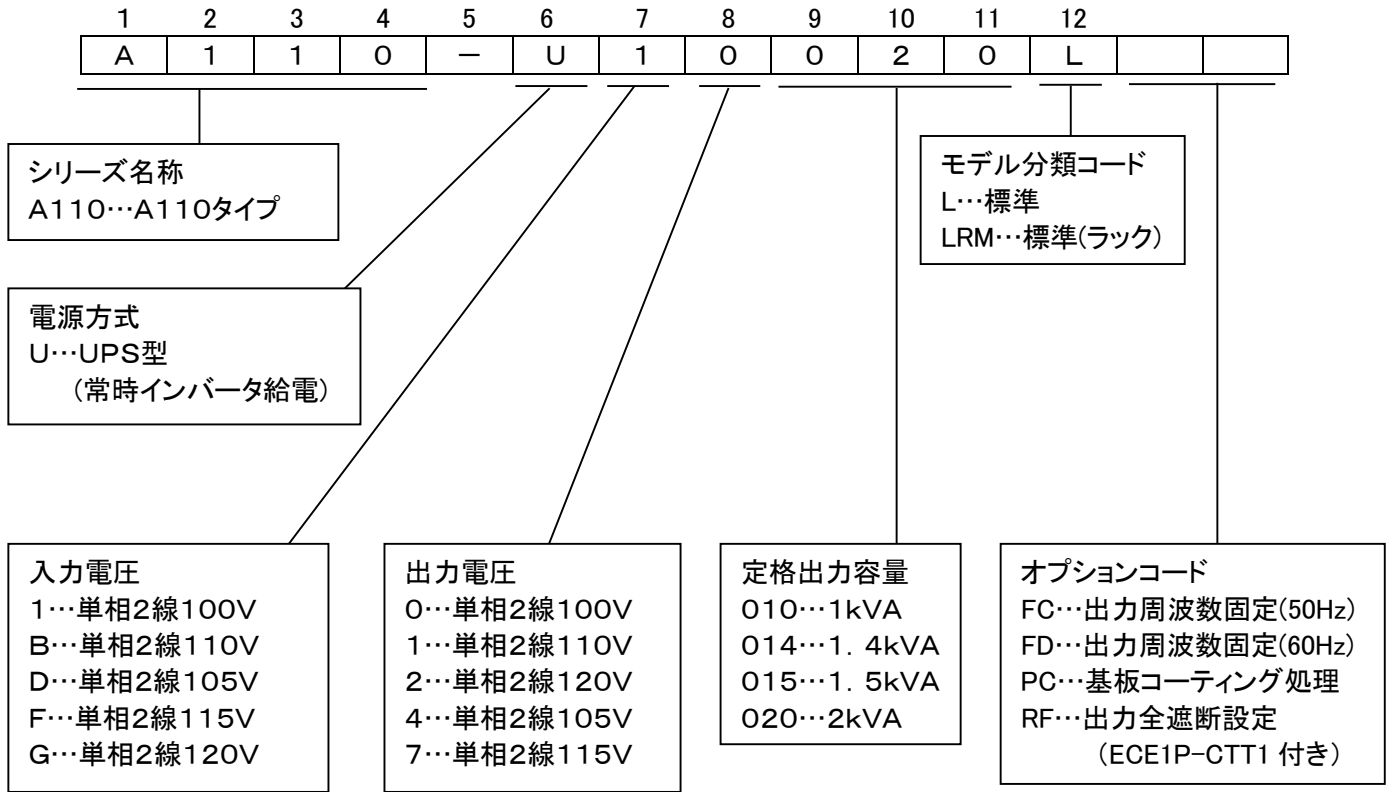 1 2 3 4 5 6 7 8 9 10 11 12
A 1 1 0 － U 1 0 0 2 0 L
シリーズ名称
A110…A110タイプ
モデル分類コード
L…標準
LRM…標準(ラック)
電源方式
U…UPS型
(常時インバータ給電)
入力電圧
1…単相2線100V
B…単相2線110V
D…単相2線105V
F…単相2線115V
G…単相2線120V
出力電圧
0…単相2線100V
1…単相2線110V
2…単相2線120V
4…単相2線105V
7…単相2線115V
定格出力容量
010…1kVA
014…1．4kVA
015…1．5kVA
020…2kVA
オプションコード
FC…出力周波数固定(50Hz)
FD…出力周波数固定(60Hz)
PC…基板コーティング処理
RF…出力全遮断設定
(ECE1P-CTT1 付き)